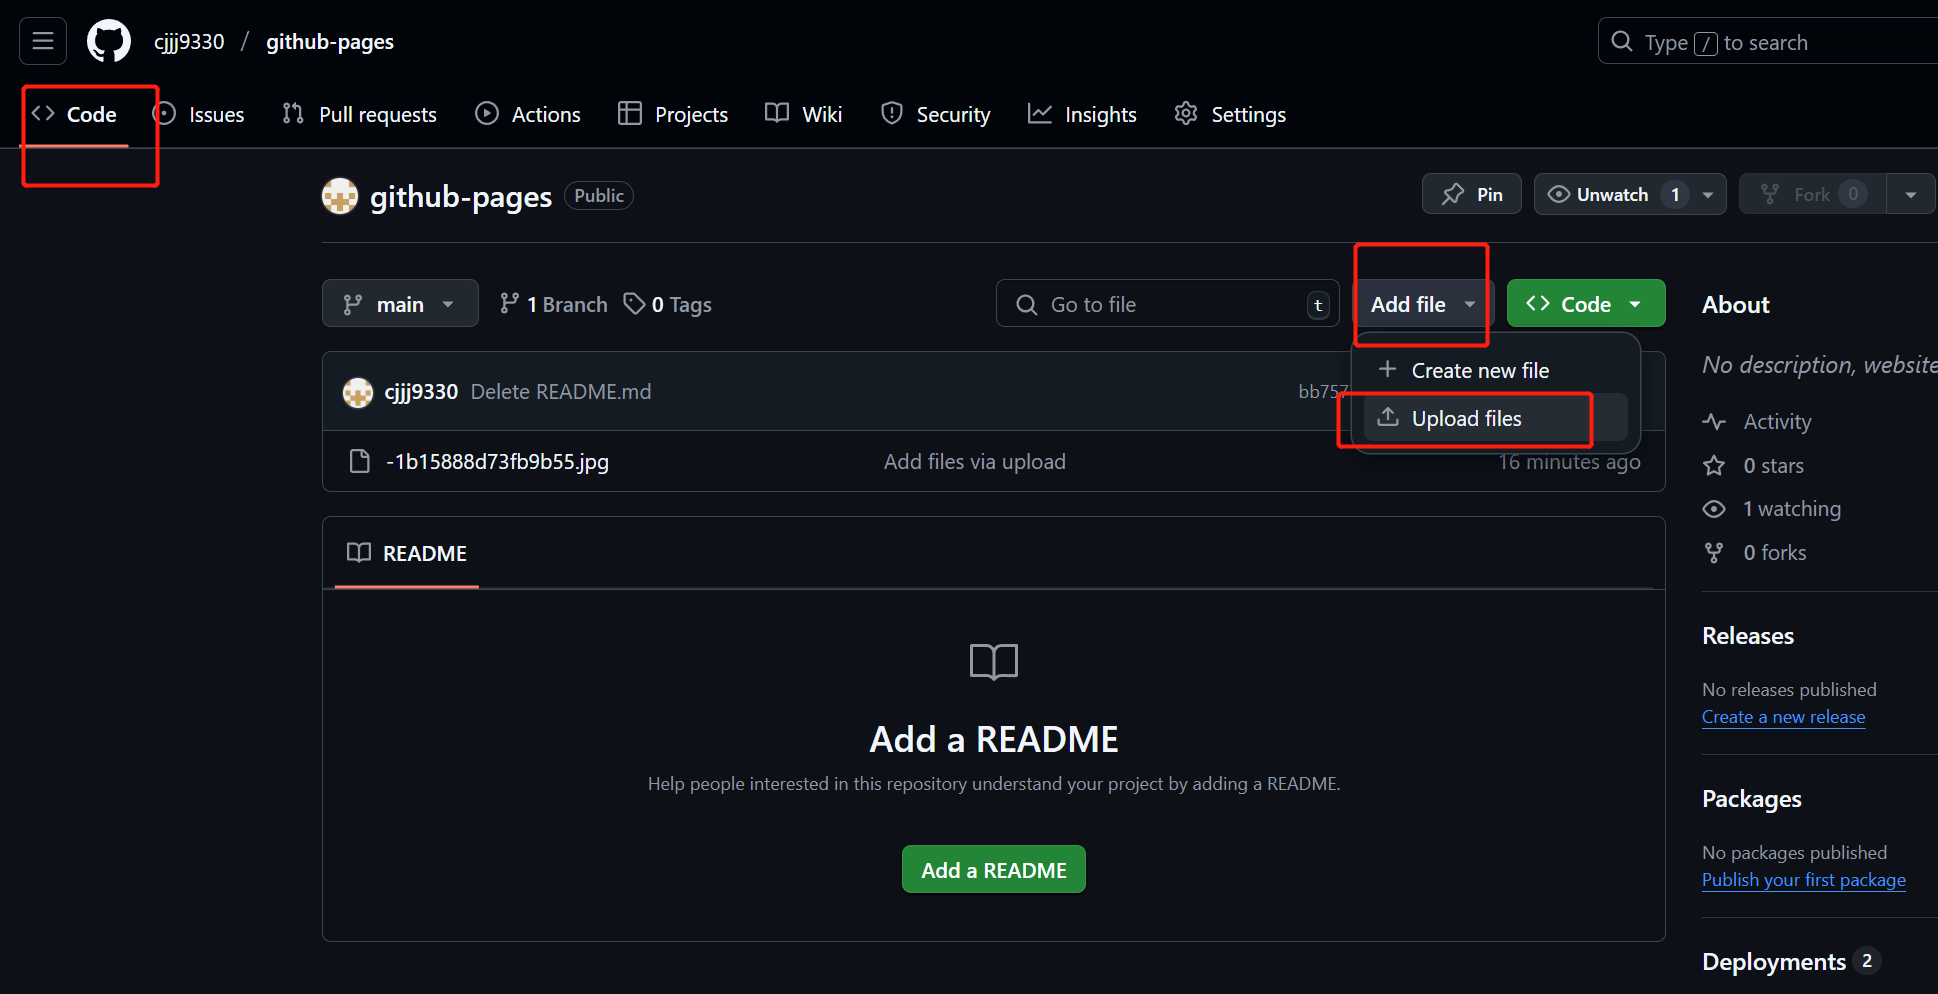 cjjj9330 / github-pages
Type / to search
Code Issues Pull requests Actions Projects Wiki Security Insights Settings
github-pages Public
Pin Unwatch 1 Fork 0
main 1 Branch 0 Tags Go to file t Add file Code
Create new file
Upload files
cjjj9330 Delete README.md
-1b15888d73fb9b55.jpg Add files via upload 16 minutes ago
README
Add a README
Help people interested in this repository understand your project by adding a README.
Add a README
About
No description, website
Activity
0 stars
1 watching
0 forks
Releases
No releases published
Create a new release
Packages
No packages published
Publish your first package
Deployments 2